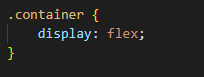 .container {
    display: flex;
}